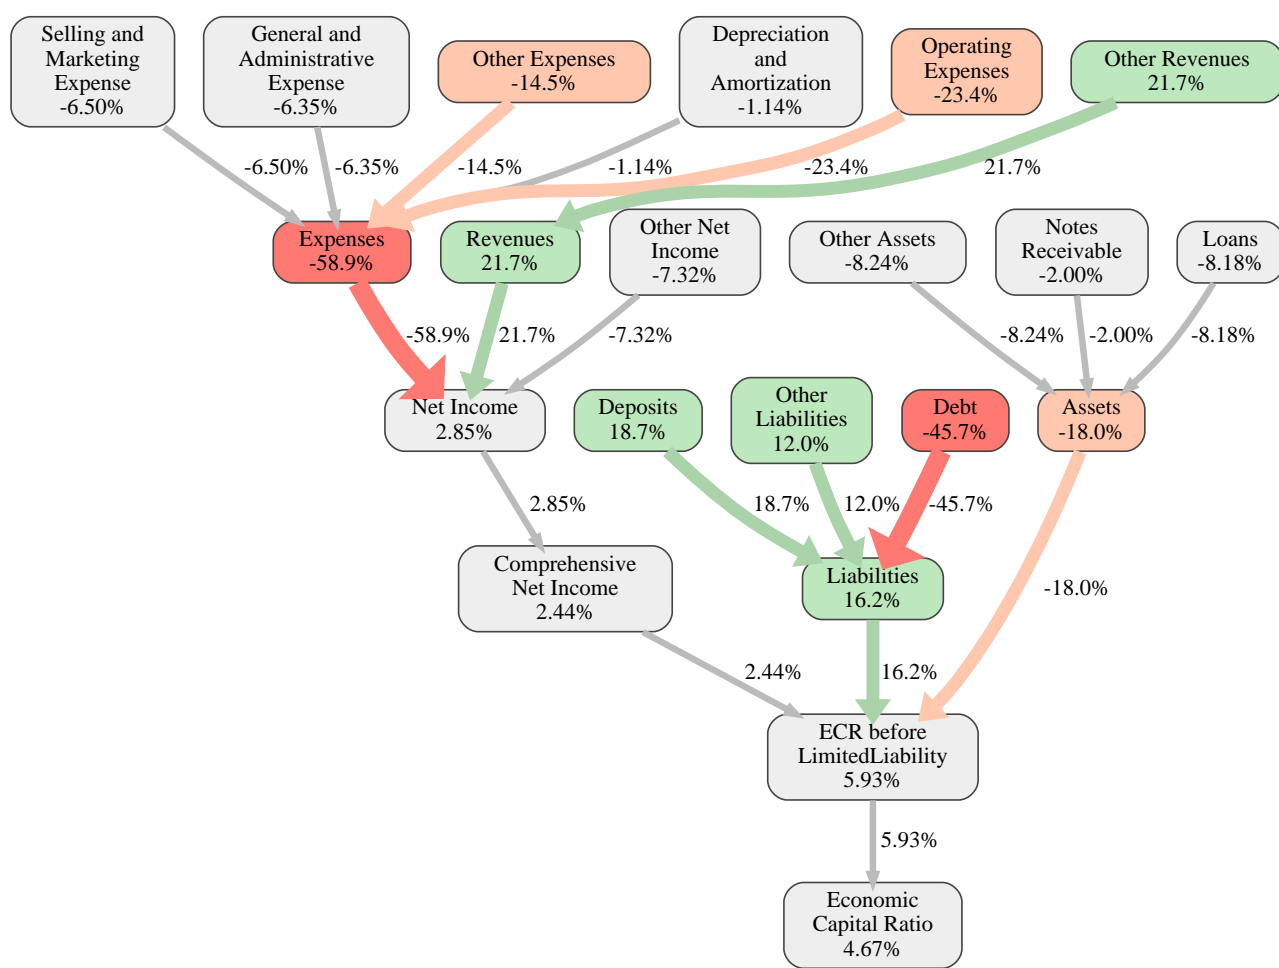 Selling and
Marketing
Expense
-6.50%
General and
Administrative
Expense
-6.35%
Other Expenses
-14.5%
Depreciation
and
Amortization
-1.14%
Operating
Expenses
-23.4%
Other Revenues
21.7%
-6.50%
-6.35%
-14.5%
-1.14%
-23.4%
21.7%
Expenses
-58.9%
Revenues
21.7%
Other Net
Income
-7.32%
Other Assets
-8.24%
Notes
Receivable
-2.00%
Loans
-8.18%
-58.9%
21.7%
-7.32%
-8.24%
-2.00%
-8.18%
Net Income
2.85%
Deposits
18.7%
Other
Liabilities
12.0%
Debt
-45.7%
Assets
-18.0%
2.85%
18.7%
12.0%
-45.7%
-18.0%
Comprehensive
Net Income
2.44%
Liabilities
16.2%
2.44%
16.2%
ECR before
LimitedLiability
5.93%
5.93%
Economic
Capital Ratio
4.67%